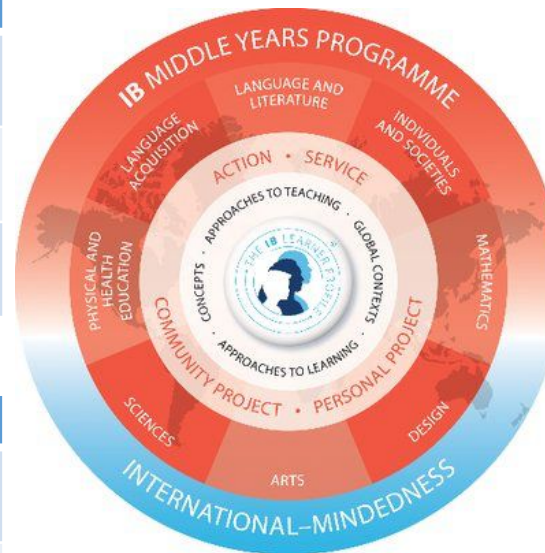 IB MIDDLE YEARS PROGRAMME
LANGUAGE AND
LITERATURE
INDIVIDUALS
AND SOCIETIES
MATHEMATICS
DESIGN
ARTS
SCIENCES
PHYSICAL AND
HEALTH
EDUCATION
LANGUAGE
ACQUISITION
ACTION • SERVICE
COMMUNITY PROJECT • PERSONAL PROJECT
APPROACHES TO TEACHING · GLOBAL CONTEXTS · APPROACHES TO LEARNING · CONCEPTS ·
THE IB LEARNER PROFILE
INTERNATIONAL–MINDEDNESS